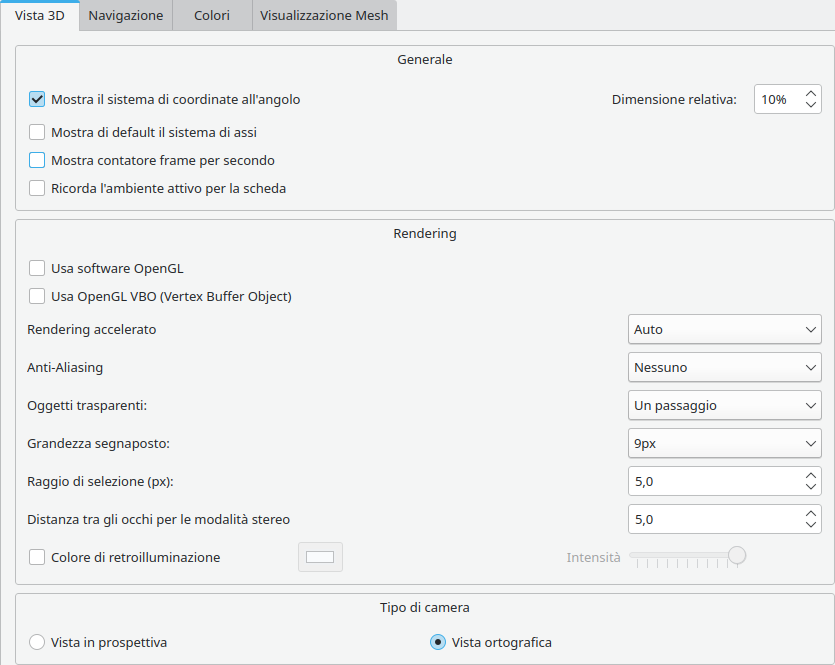 Vista 3D Navigazione Colori Visualizzazione Mesh
Generale
Mostra il sistema di coordinate all'angolo Dimensione relativa: 10%
Mostra di default il sistema di assi
Mostra contatore frame per secondo
Ricorda l'ambiente attivo per la scheda
Rendering
Usa software OpenGL
Usa OpenGL VBO (Vertex Buffer Object)
Rendering accelerato Auto
Anti-Aliasing Nessuno
Oggetti trasparenti: Un passaggio
Grandezza segnaposto: 9px
Raggio di selezione (px): 5,0
Distanza tra gli occhi per le modalità stereo 5,0
Colore di retroilluminazione Intensità
Tipo di camera
Vista in prospettiva Vista ortografica